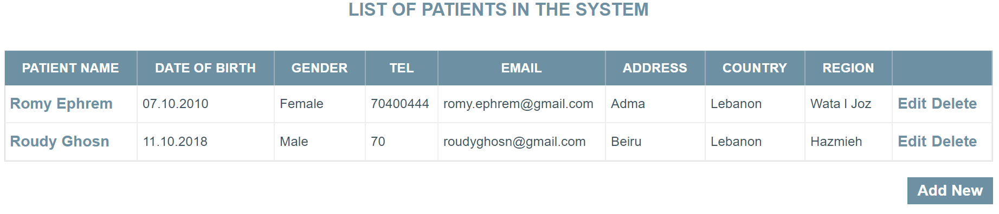 LIST OF PATIENTS IN THE SYSTEM
PATIENT NAME DATE OF BIRTH GENDER TEL EMAIL ADDRESS COUNTRY REGION
Romy Ephrem 07.10.2010 Female 70400444 romy.ephrem@gmail.com Adma Lebanon Wata l Joz Edit Delete
Roudy Ghosn 11.10.2018 Male 70 roudyghosn@gmail.com Beiru Lebanon Hazmieh Edit Delete
Add New